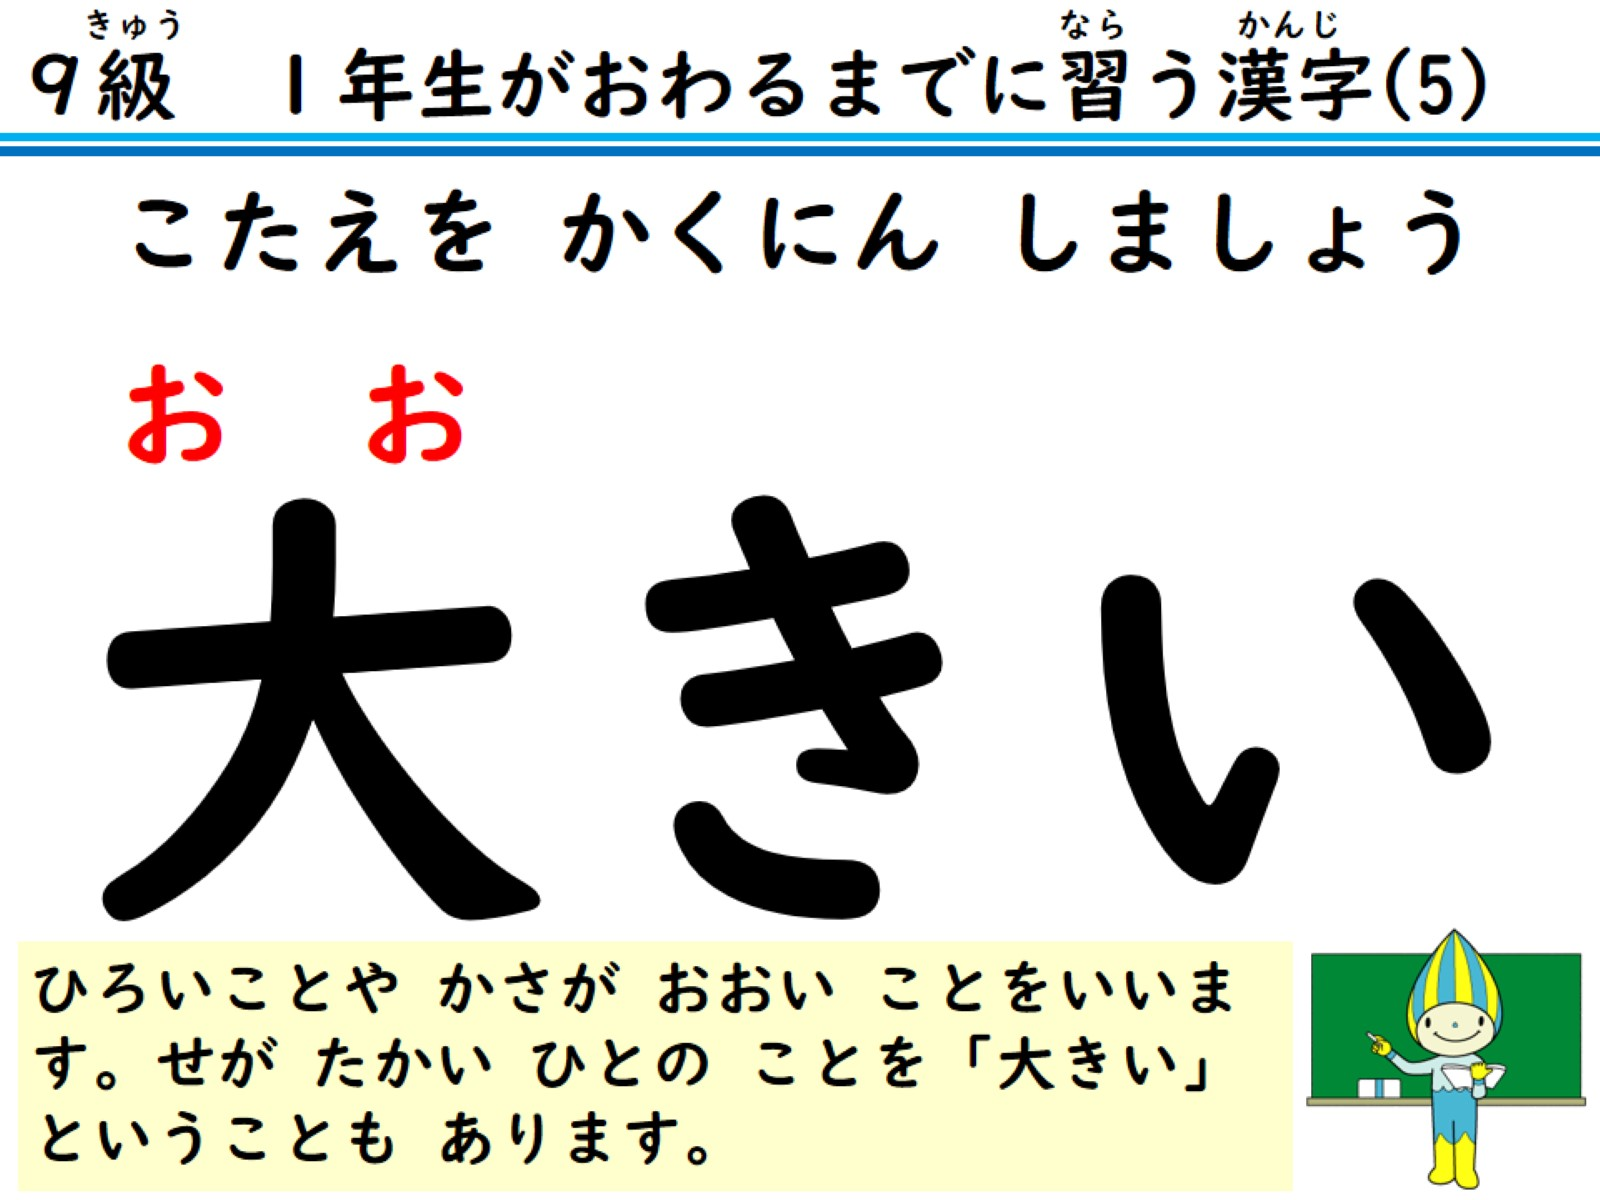 きゅう なら かんじ
9級 1年生がおわるまでに習う漢字(5)
こたえを かくにん しましょう
おお
大きい
ひろいことや かさが おおい ことをいいま
す。せが たかい ひとの ことを「大きい」
ということも あります。